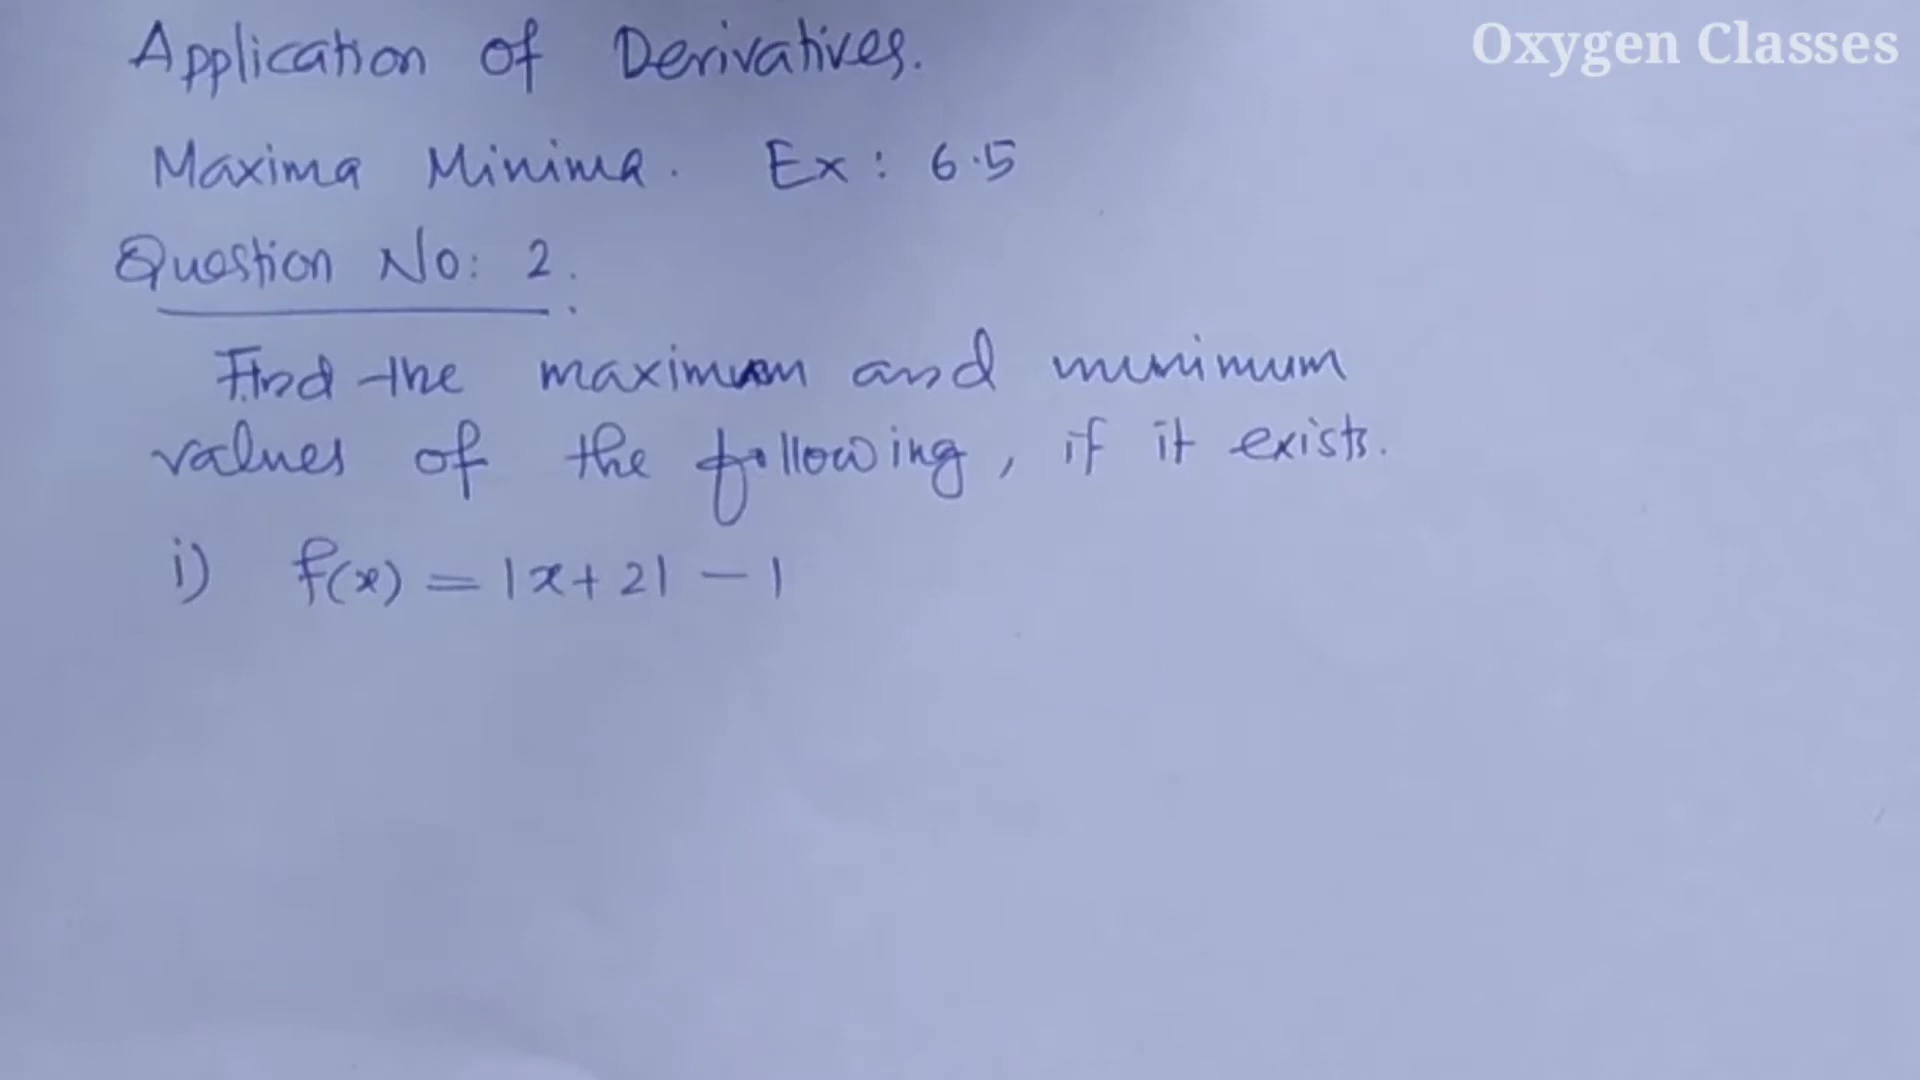 Oxygen Classes
Application of Derivatives.
Maxima Minima. Ex: 6.5
Question No: 2.
Find the maximum and minimum
values of the following, if it exists.
i) f(x) = |x+2| - 1